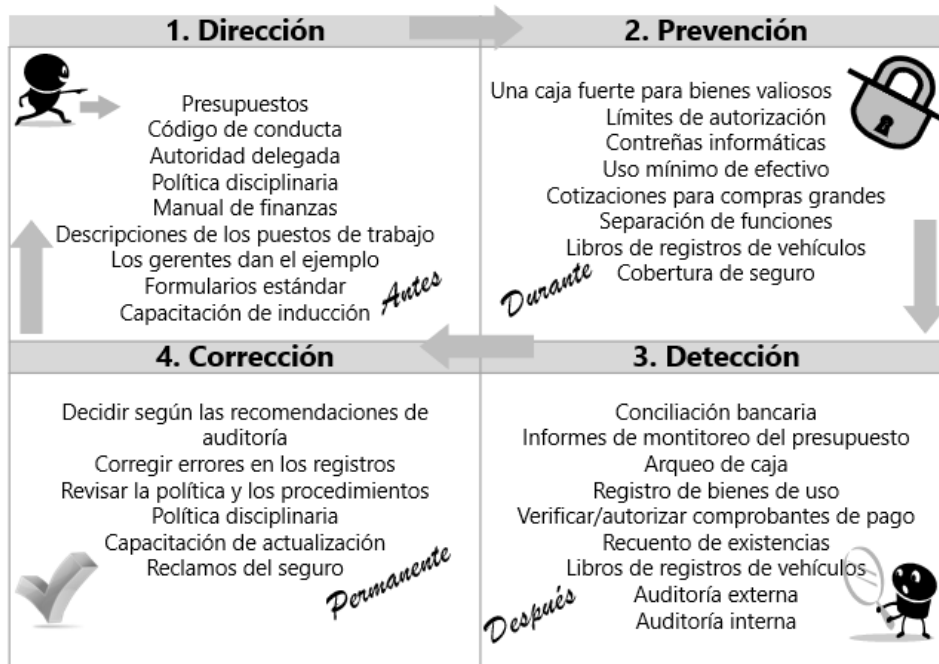 1. Dirección
Presupuestos
Código de conducta
Autoridad delegada
Política disciplinaria
Manual de finanzas
Descripciones de los puestos de trabajo
Los gerentes dan el ejemplo
Formularios estándar
Capacitación de inducción
Antes
2. Prevención
Una caja fuerte para bienes valiosos
Límites de autorización
Contreñas informáticas
Uso mínimo de efectivo
Cotizaciones para compras grandes
Separación de funciones
Libros de registros de vehículos
Cobertura de seguro
Durante
3. Detección
Conciliación bancaria
Informes de montitoreo del presupuesto
Arqueo de caja
Registro de bienes de uso
Verificar/autorizar comprobantes de pago
Recuento de existencias
Libros de registros de vehículos
Auditoría externa
Auditoría interna
Después
4. Corrección
Decidir según las recomendaciones de
auditoría
Corregir errores en los registros
Revisar la política y los procedimientos
Política disciplinaria
Capacitación de actualización
Reclamos del seguro
Permanente